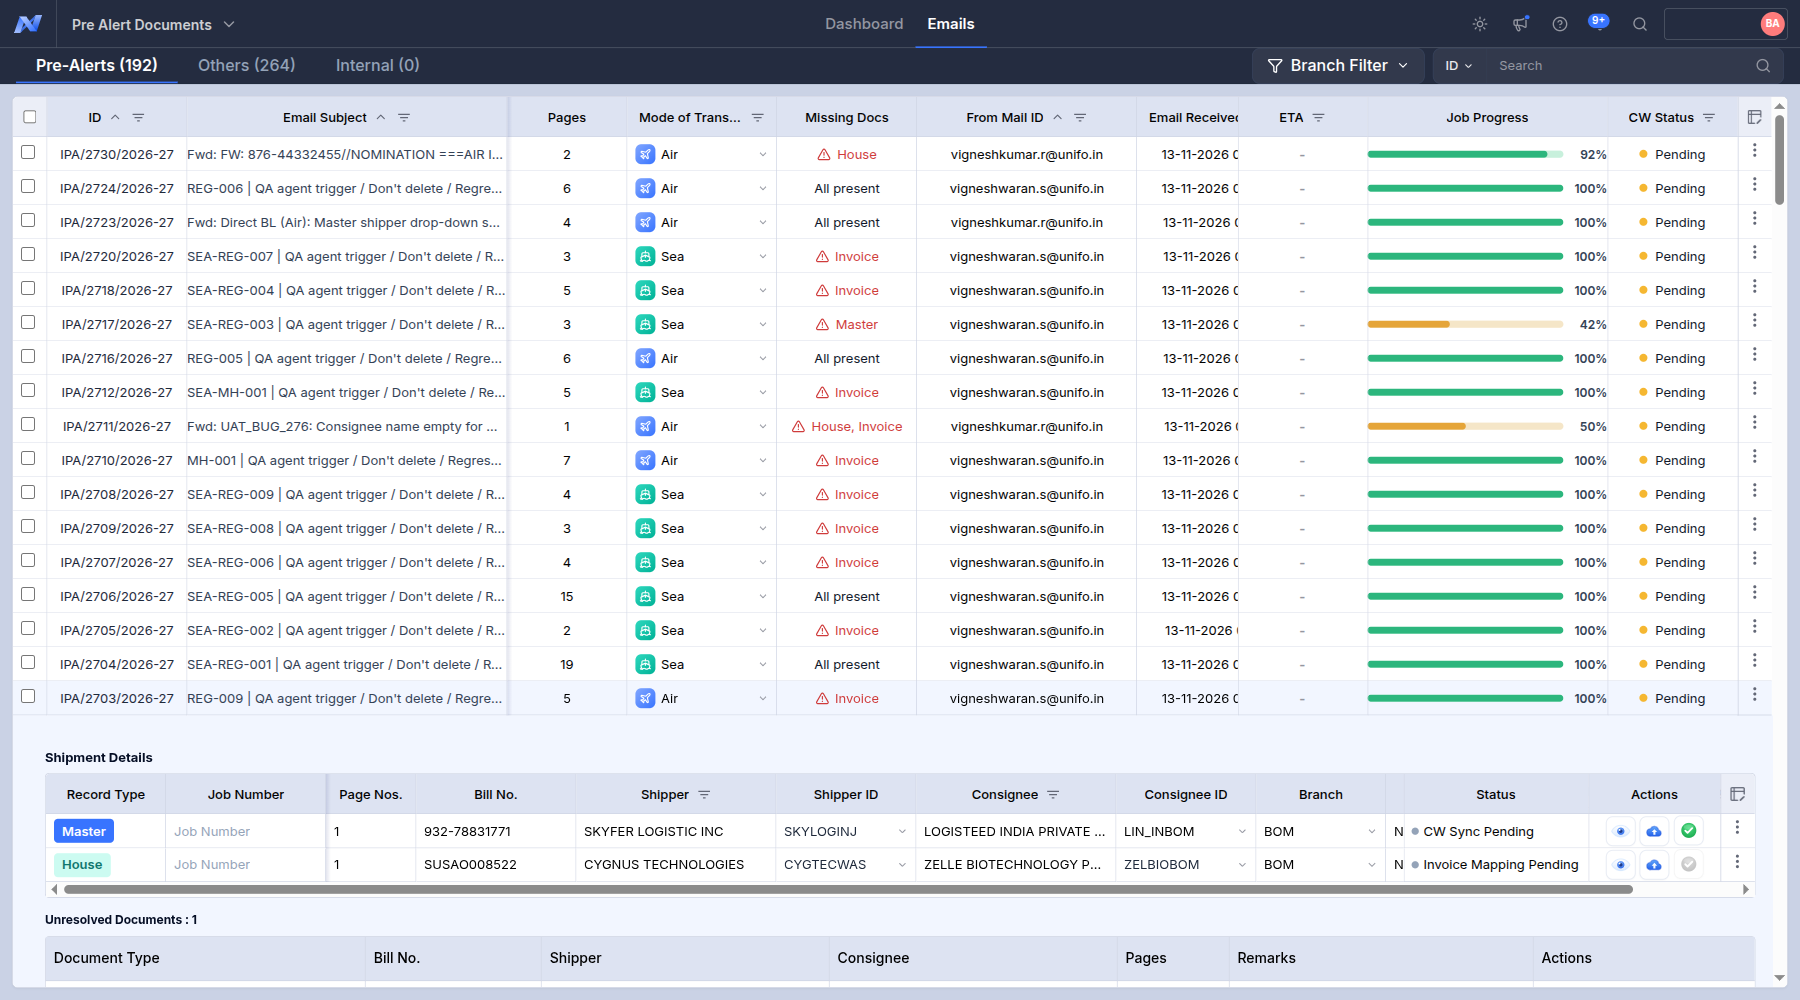 Pre Alert Documents
Dashboard
Emails
9+
BA
Pre-Alerts (192)
Others (264)
Internal (0)
Branch Filter
ID
Search
ID Email Subject Pages Mode of Trans... Missing Docs From Mail ID Email Received ETA Job Progress CW Status
IPA/2730/2026-27 Fwd: FW: 876-44332455//NOMINATION ===AIR I... 2 Air House vigneshkumar.r@unifo.in 13-11-2026 0 - 92% Pending
IPA/2724/2026-27 REG-006 | QA agent trigger / Don't delete / Regre... 6 Air All present vigneshwaran.s@unifo.in 13-11-2026 0 - 100% Pending
IPA/2723/2026-27 Fwd: Direct BL (Air): Master shipper drop-down s... 4 Air All present vigneshkumar.r@unifo.in 13-11-2026 0 - 100% Pending
IPA/2720/2026-27 SEA-REG-007 | QA agent trigger / Don't delete / R... 3 Sea Invoice vigneshwaran.s@unifo.in 13-11-2026 0 - 100% Pending
IPA/2718/2026-27 SEA-REG-004 | QA agent trigger / Don't delete / R... 5 Sea Invoice vigneshwaran.s@unifo.in 13-11-2026 0 - 100% Pending
IPA/2717/2026-27 SEA-REG-003 | QA agent trigger / Don't delete / R... 3 Sea Master vigneshwaran.s@unifo.in 13-11-2026 0 - 42% Pending
IPA/2716/2026-27 REG-005 | QA agent trigger / Don't delete / Regre... 6 Air All present vigneshwaran.s@unifo.in 13-11-2026 0 - 100% Pending
IPA/2712/2026-27 SEA-MH-001 | QA agent trigger / Don't delete / Re... 5 Sea Invoice vigneshwaran.s@unifo.in 13-11-2026 0 - 100% Pending
IPA/2711/2026-27 Fwd: UAT_BUG_276: Consignee name empty for ... 1 Air House, Invoice vigneshkumar.r@unifo.in 13-11-2026 0 - 50% Pending
IPA/2710/2026-27 MH-001 | QA agent trigger / Don't delete / Regres... 7 Air Invoice vigneshwaran.s@unifo.in 13-11-2026 0 - 100% Pending
IPA/2708/2026-27 SEA-REG-009 | QA agent trigger / Don't delete / R... 4 Sea Invoice vigneshwaran.s@unifo.in 13-11-2026 0 - 100% Pending
IPA/2709/2026-27 SEA-REG-008 | QA agent trigger / Don't delete / R... 3 Sea Invoice vigneshwaran.s@unifo.in 13-11-2026 0 - 100% Pending
IPA/2707/2026-27 SEA-REG-006 | QA agent trigger / Don't delete / R... 4 Sea Invoice vigneshwaran.s@unifo.in 13-11-2026 0 - 100% Pending
IPA/2706/2026-27 SEA-REG-005 | QA agent trigger / Don't delete / R... 15 Sea All present vigneshwaran.s@unifo.in 13-11-2026 0 - 100% Pending
IPA/2705/2026-27 SEA-REG-002 | QA agent trigger / Don't delete / R... 2 Sea Invoice vigneshwaran.s@unifo.in 13-11-2026 - 100% Pending
IPA/2704/2026-27 SEA-REG-001 | QA agent trigger / Don't delete / R... 19 Sea All present vigneshwaran.s@unifo.in 13-11-2026 0 - 100% Pending
IPA/2703/2026-27 REG-009 | QA agent trigger / Don't delete / Regre... 5 Air Invoice vigneshwaran.s@unifo.in 13-11-2026 0 - 100% Pending
Shipment Details
Record Type Job Number Page Nos. Bill No. Shipper Shipper ID Consignee Consignee ID Branch Status Actions
Master Job Number 1 932-78831771 SKYFER LOGISTIC INC SKYLOGINJ LOGISTEED INDIA PRIVATE ... LIN_INBOM BOM N CW Sync Pending
House Job Number 1 SUSAO008522 CYGNUS TECHNOLOGIES CYGTECWAS ZELLE BIOTECHNOLOGY P... ZELBIOBOM BOM N Invoice Mapping Pending
Unresolved Documents : 1
Document Type Bill No. Shipper Consignee Pages Remarks Actions